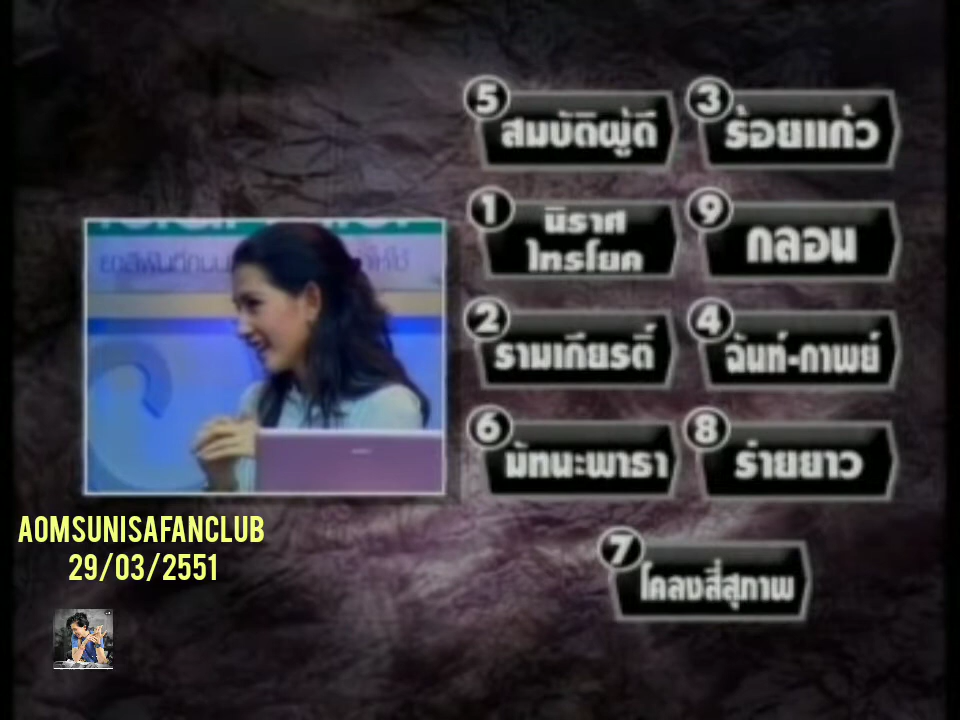 5
สมบัติผู้ดี
3
ร้อยแก้ว
1
นิราศ
ไทรโยค
9
กลอน
2
รามเกียรติ์
4
ฉันท์-กาพย์
6
มัทนะพาธา
8
ร่ายยาว
7
โคลงสี่สุภาพ
AOMSUNISAFANCLUB
29/03/2551